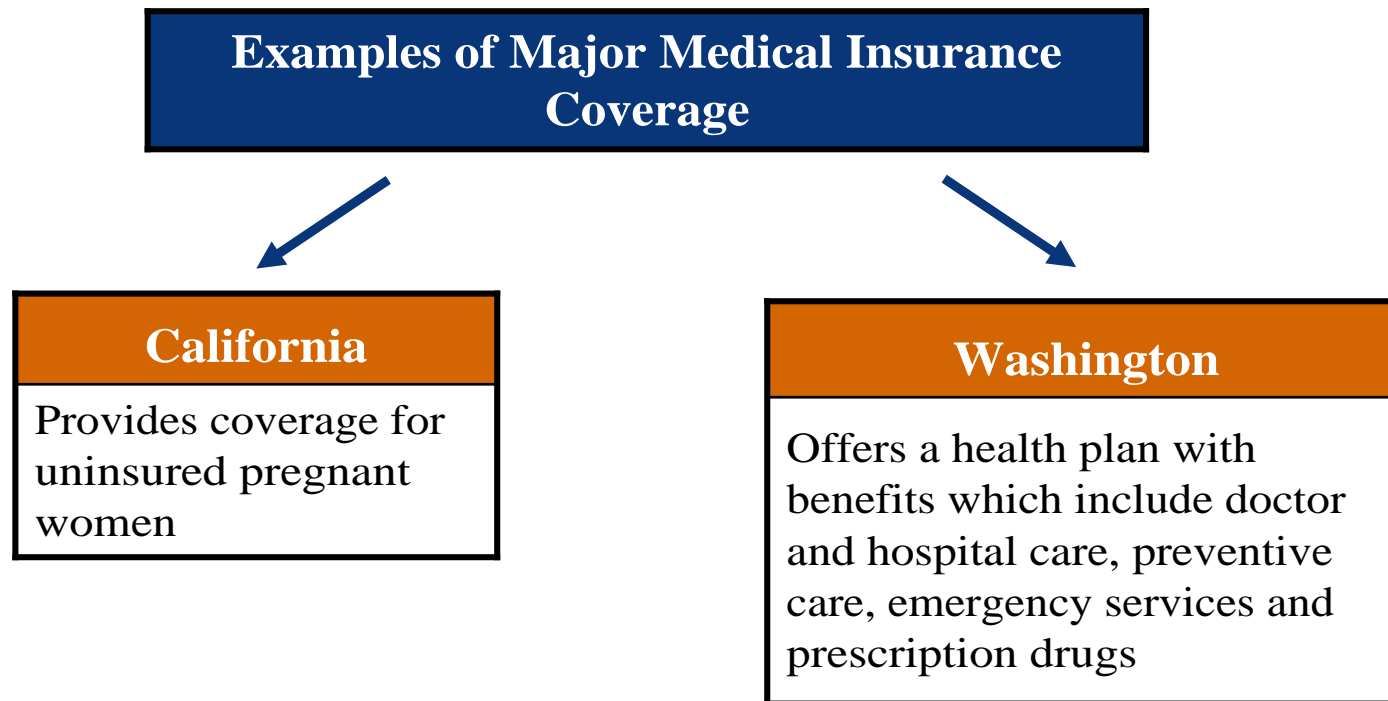 Examples of Major Medical Insurance
Coverage
California
Provides coverage for
uninsured pregnant
women
Washington
Offers a health plan with
benefits which include doctor
and hospital care, preventive
care, emergency services and
prescription drugs